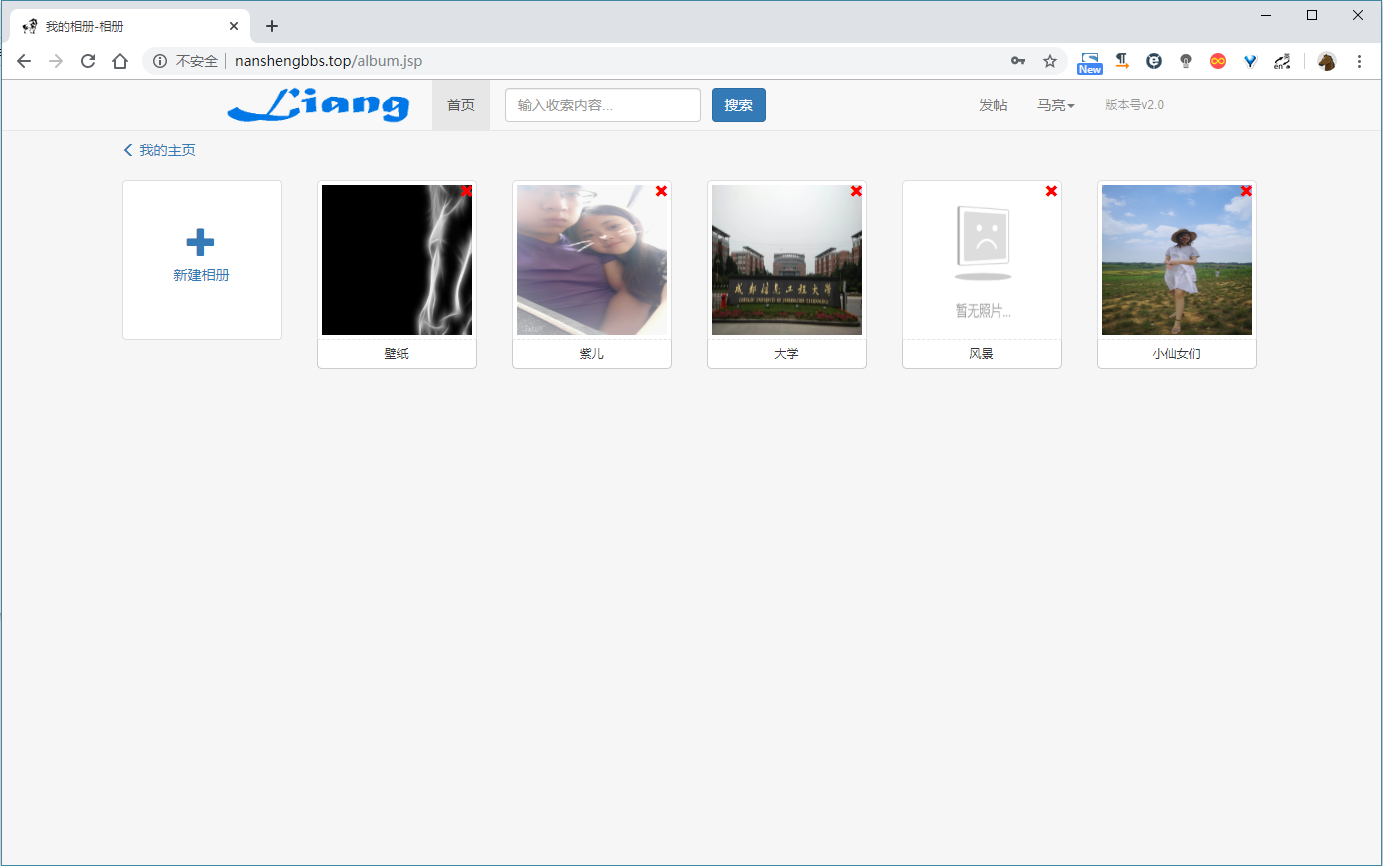 我的相册-相册
不安全 nanshengbbs.top/album.jsp
New
en
Liang 首页 输入收索内容... 搜索 发帖 马亮 版本号v2.0
我的主页
新建相册
成都信息工程大学
暂无照片...
壁纸 紫儿 大学 风景 小仙女们